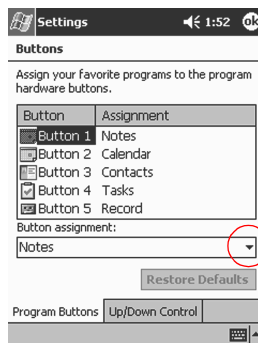 Settings 1:52 ok
Buttons
Assign your favorite programs to the program
hardware buttons.
Button Assignment
Button 1 Notes
Button 2 Calendar
Button 3 Contacts
Button 4 Tasks
Button 5 Record
Button assignment:
Notes
Restore Defaults
Program Buttons Up/Down Control